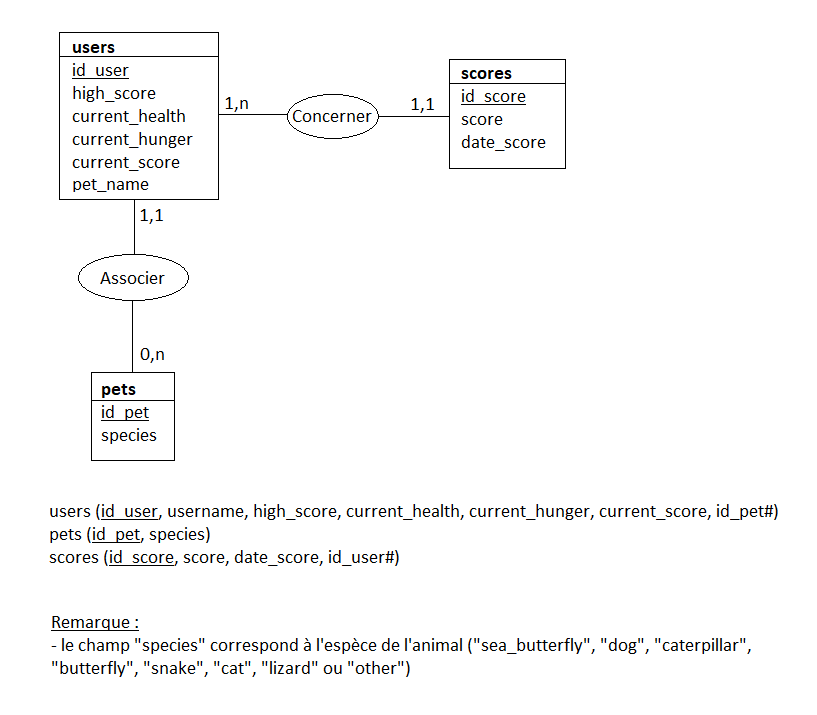 users
id_user
high_score
current_health
current_hunger
current_score
pet_name
1,n
Concerner
1,1
scores
id_score
score
date_score
1,1
Associer
0,n
pets
id_pet
species
users (id_user, username, high_score, current_health, current_hunger, current_score, id_pet#)
pets (id_pet, species)
scores (id_score, score, date_score, id_user#)
Remarque :
- le champ "species" correspond à l'espèce de l'animal ("sea_butterfly", "dog", "caterpillar",
"butterfly", "snake", "cat", "lizard" ou "other")